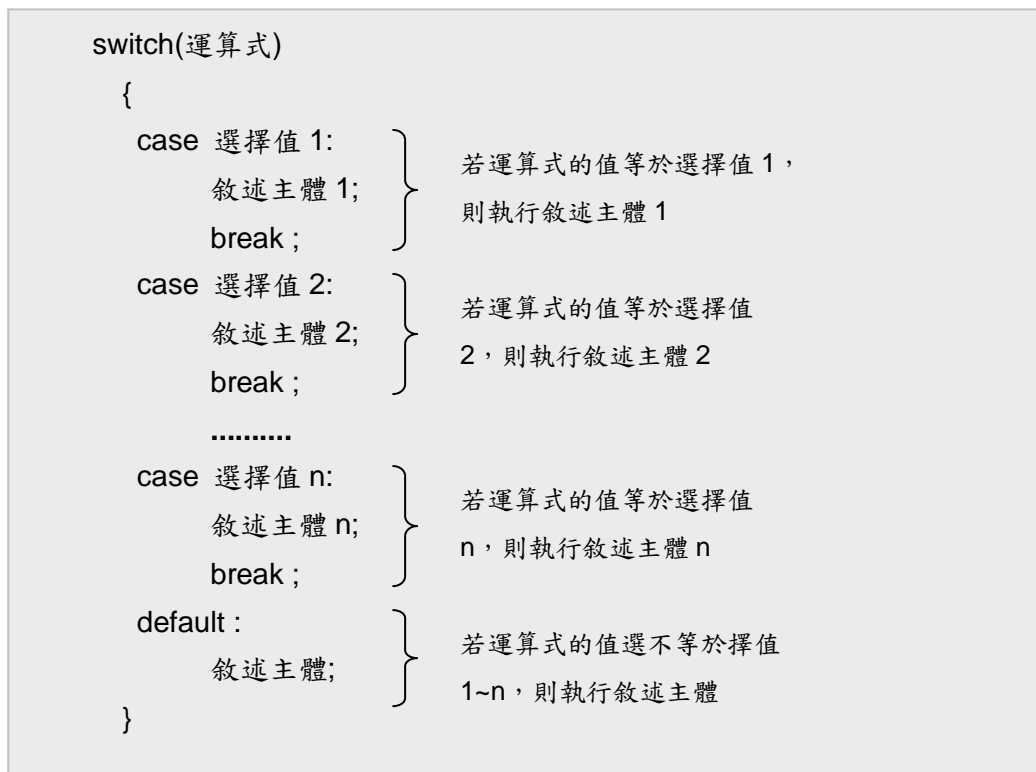 switch(運算式)
{
case 選擇值 1:
敘述主體 1;
break ;
若運算式的值等於選擇值 1，
則執行敘述主體 1
case 選擇值 2:
敘述主體 2;
break ;
若運算式的值等於選擇值
2，則執行敘述主體 2
..........
case 選擇值 n:
敘述主體 n;
break ;
若運算式的值等於選擇值
n，則執行敘述主體 n
default :
敘述主體;
若運算式的值選不等於擇值
1~n，則執行敘述主體
}